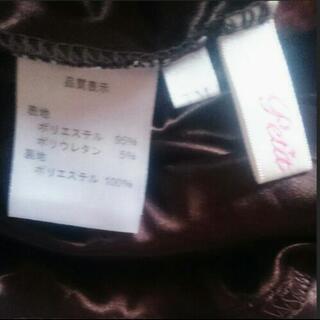 品質表示
表地
ポリエステル 95%
ポリウレタン 5%
裏地
ポリエステル 100%
Petit